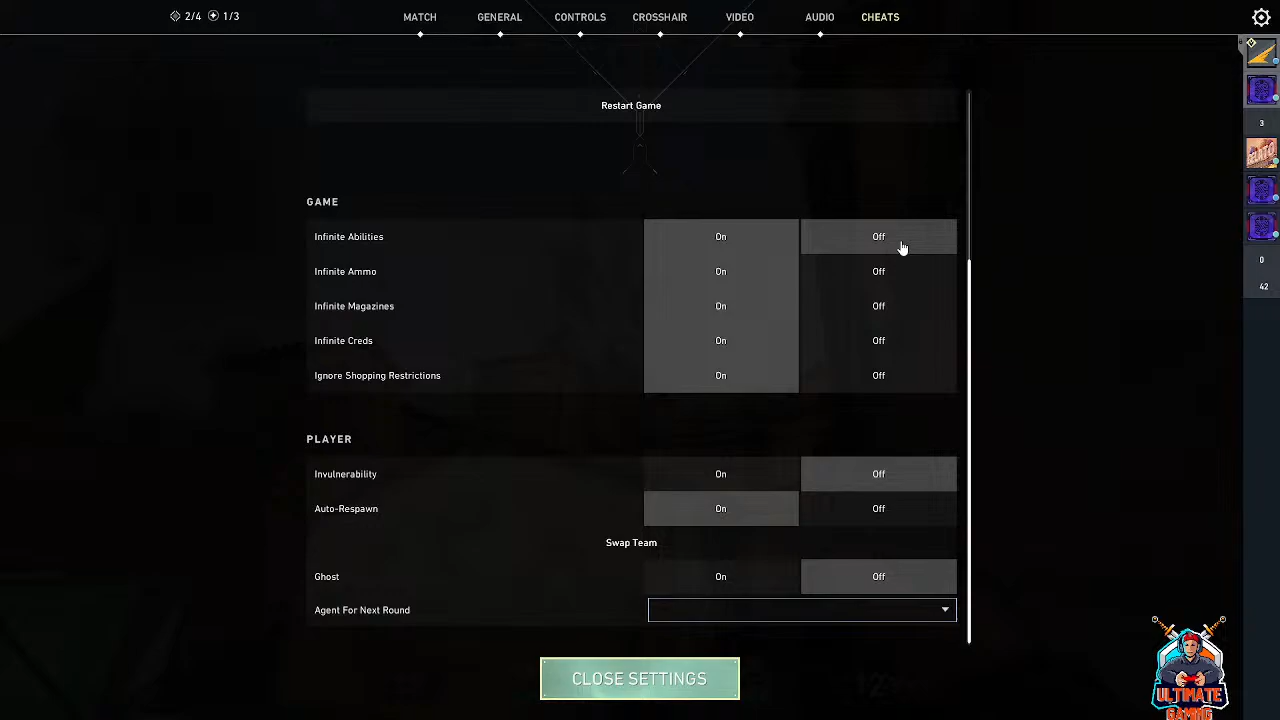 2/4 1/3 MATCH GENERAL CONTROLS CROSSHAIR VIDEO AUDIO CHEATS
Restart Game
GAME
Infinite Abilities On Off
Infinite Ammo On Off
Infinite Magazines On Off
Infinite Creds On Off
Ignore Shopping Restrictions On Off
PLAYER
Invulnerability On Off
Auto-Respawn On Off
Swap Team
Ghost On Off
Agent For Next Round
CLOSE SETTINGS
3
0
42
ULTIMATE
GAMING